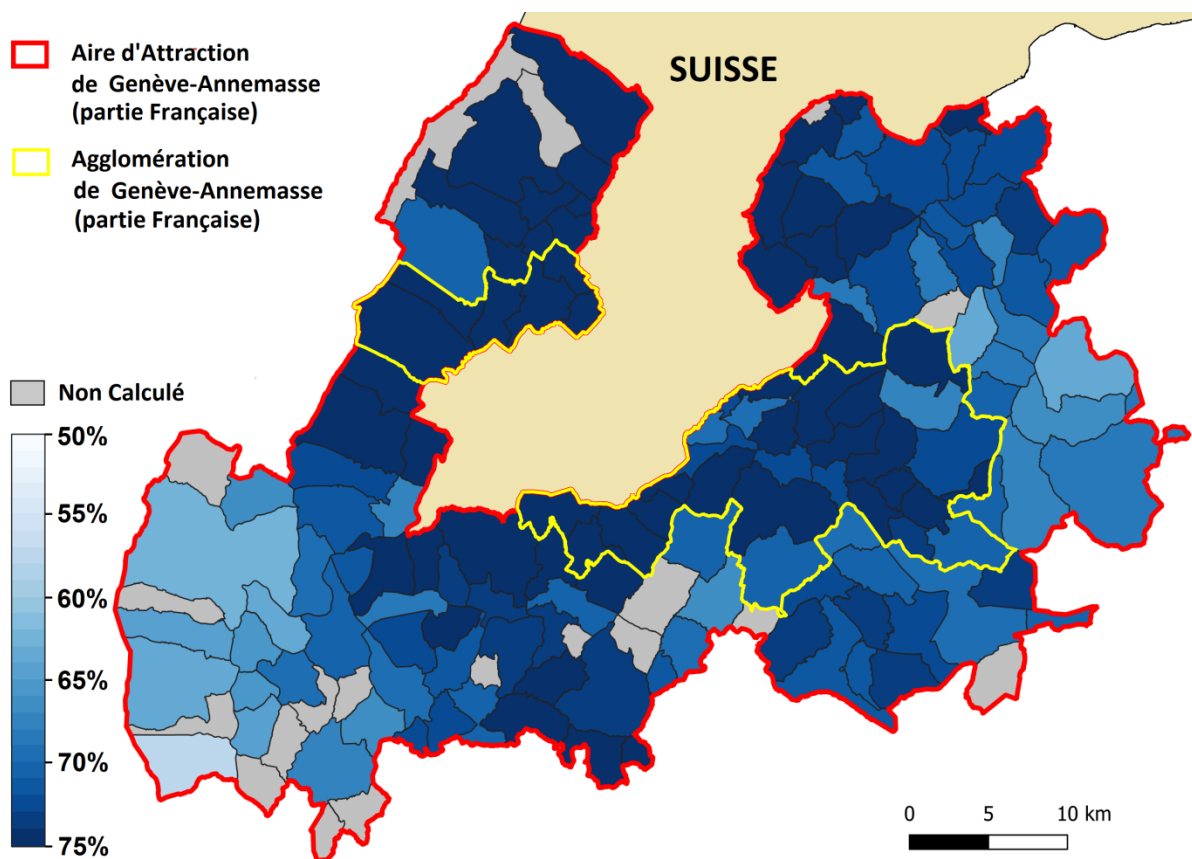 Aire d'Attraction
de Genève-Annemasse
(partie Française)
SUISSE
Agglomération
de Genève-Annemasse
(partie Française)
Non Calculé
50%
55%
60%
65%
70%
75%
0 5 10 km